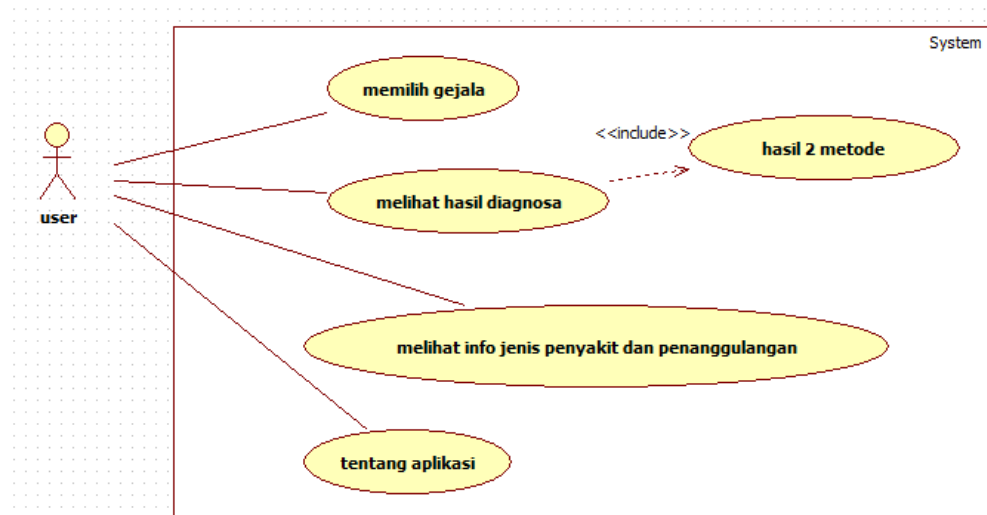 System
memilih gejala
<<include>>
hasil 2 metode
melihat hasil diagnosa
user
melihat info jenis penyakit dan penanggulangan
tentang aplikasi